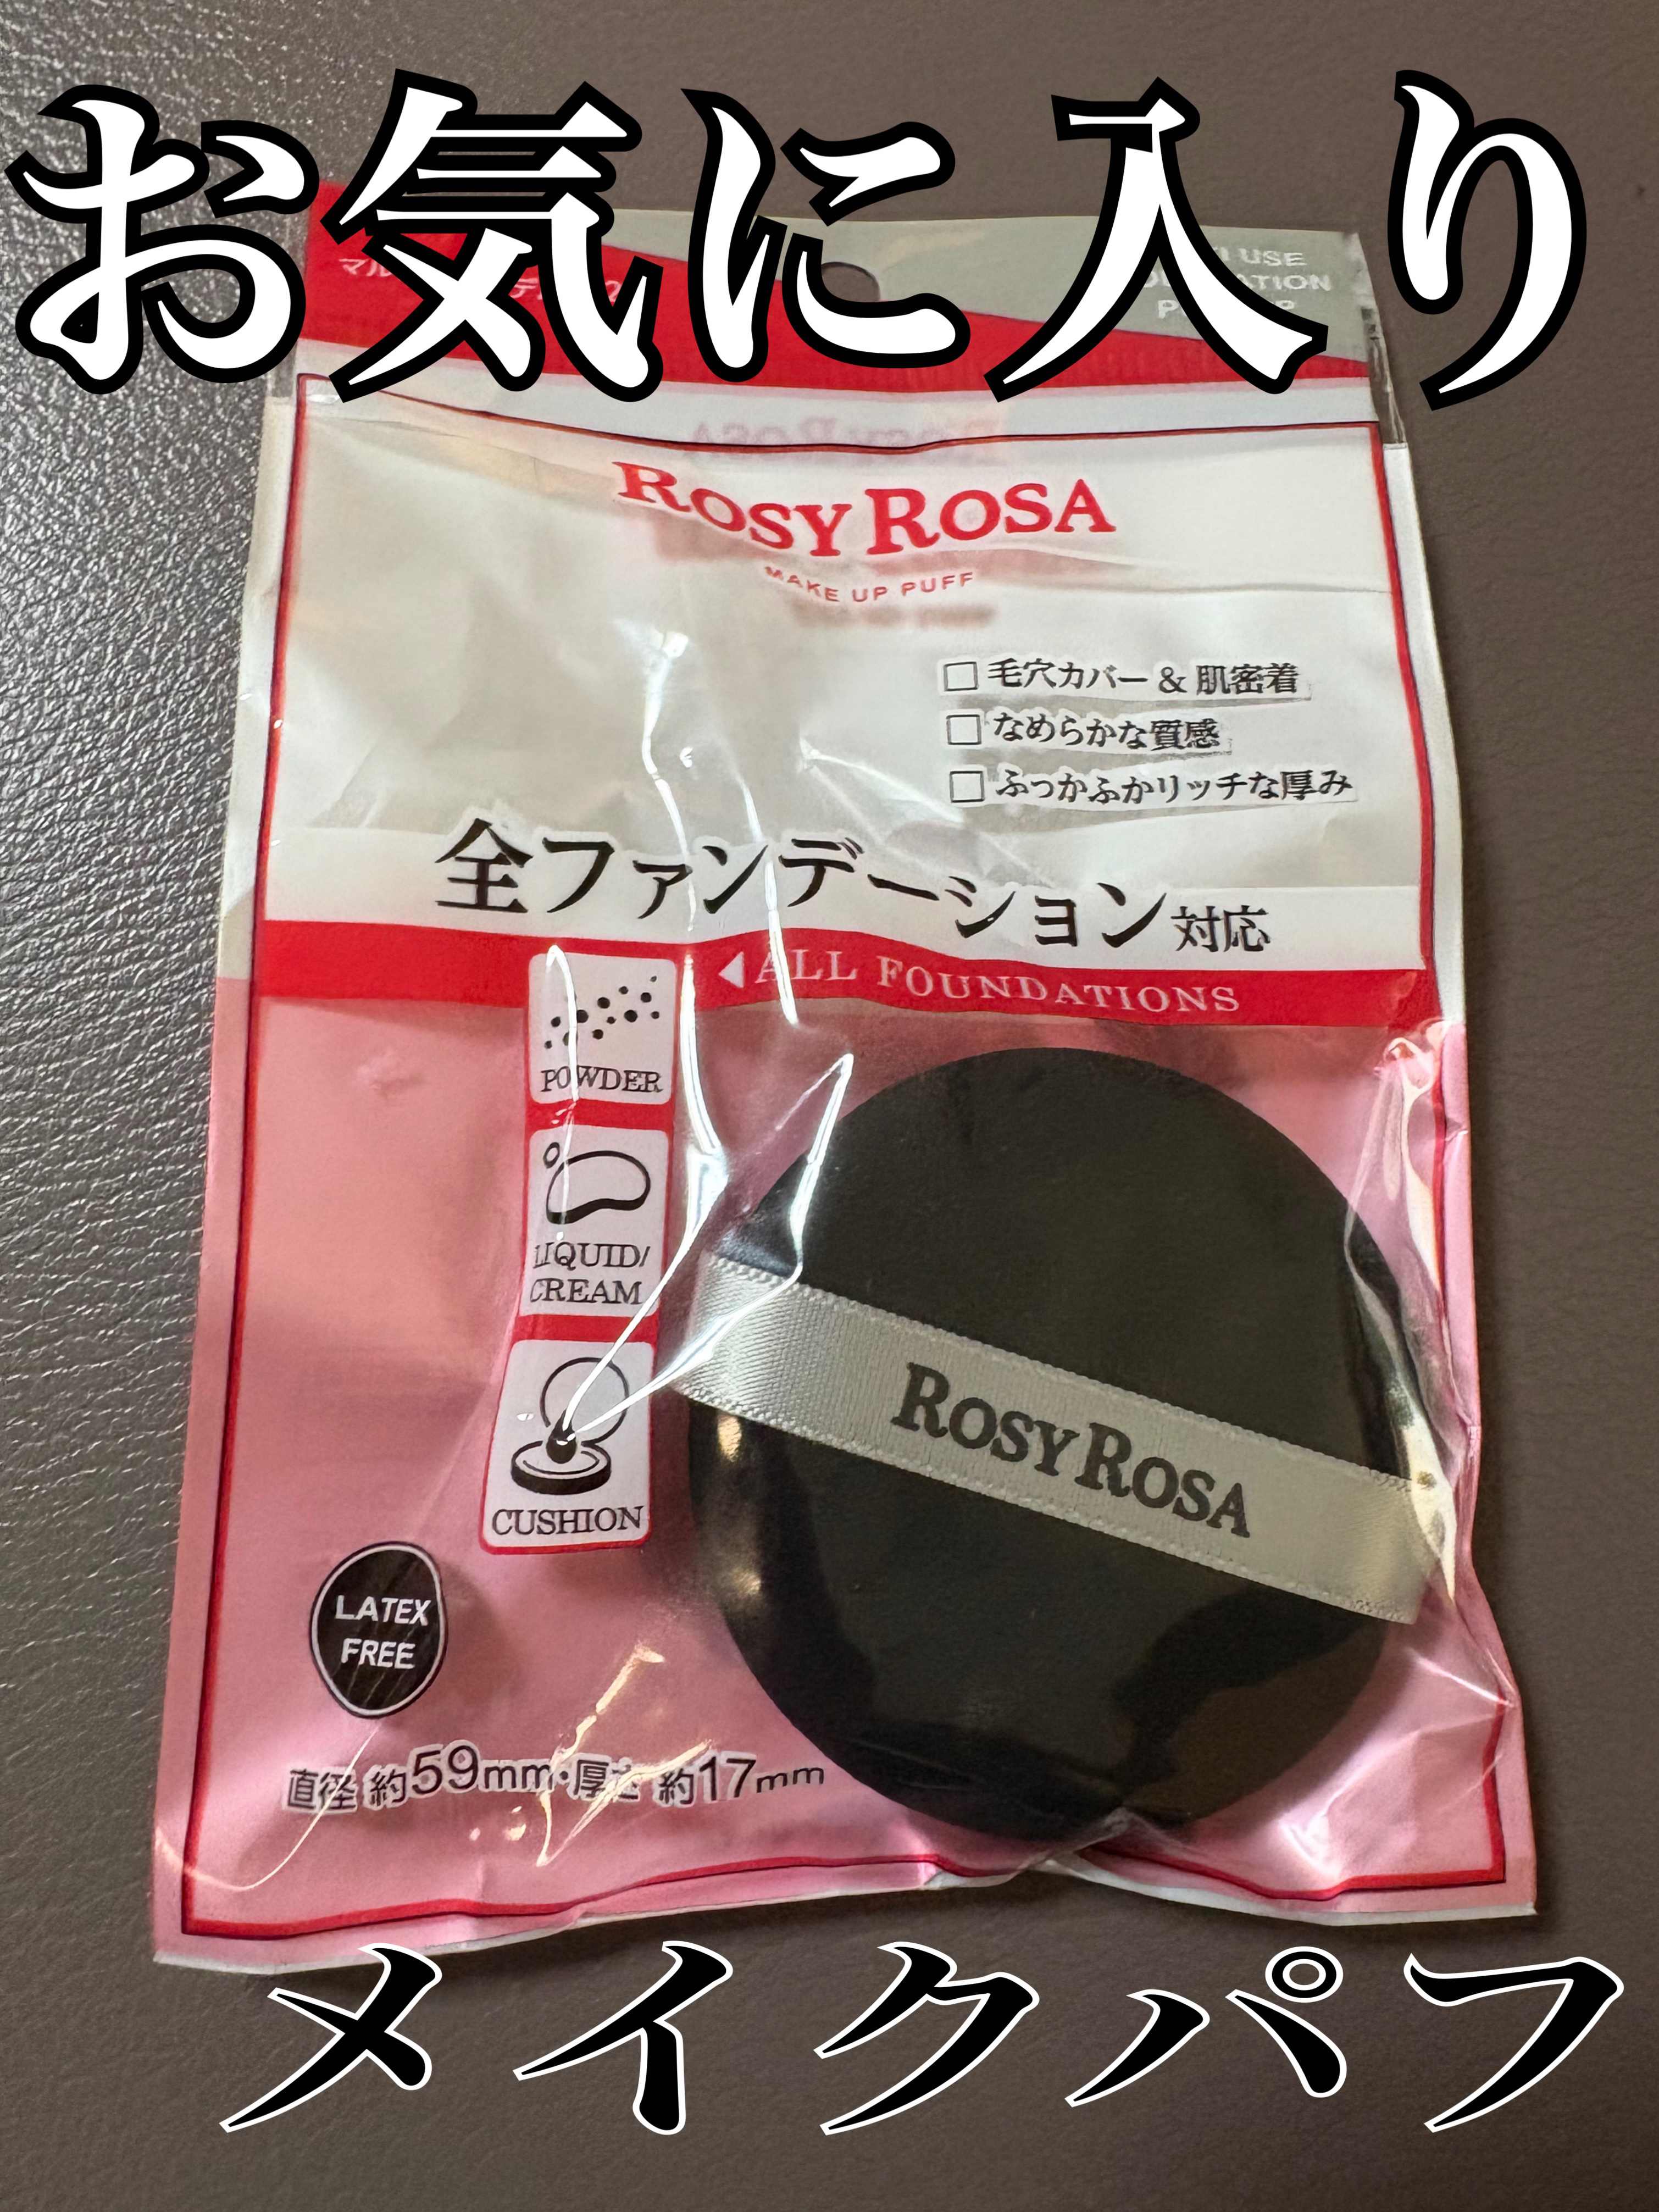 お気に入り
USE
ROSY ROSA
MAKE UP PUFF
□ 毛穴カバー & 肌密着
□ なめらかな質感
□ ふっかふかリッチな厚み
全ファンデーション対応
◀ALL FOUNDATIONS
POWDER
LIQUID/
CREAM
CUSHION
ROSY ROSA
LATEX
FREE
直径 約59mm・厚さ 約17mm
メイクパフ